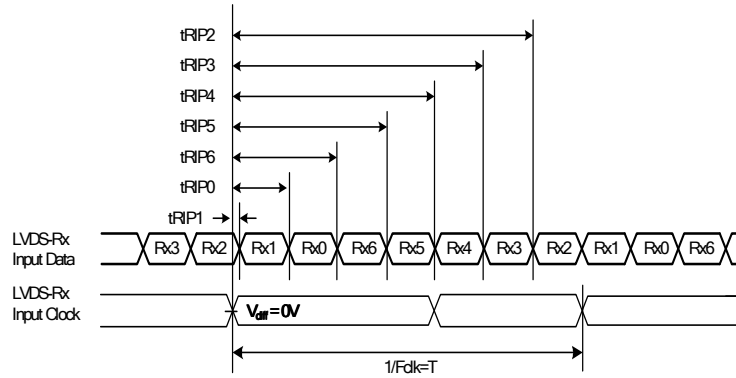 tRIP2
tRIP3
tRIP4
tRIP5
tRIP6
tRIP0
tRIP1
LVDS-Rx
Input Data
Rx3 Rx2 Rx1 Rx0 Rx6 Rx5 Rx4 Rx3 Rx2 Rx1 Rx0 Rx6
LVDS-Rx
Input Clock
Vdiff = 0V
1/Fclk=T